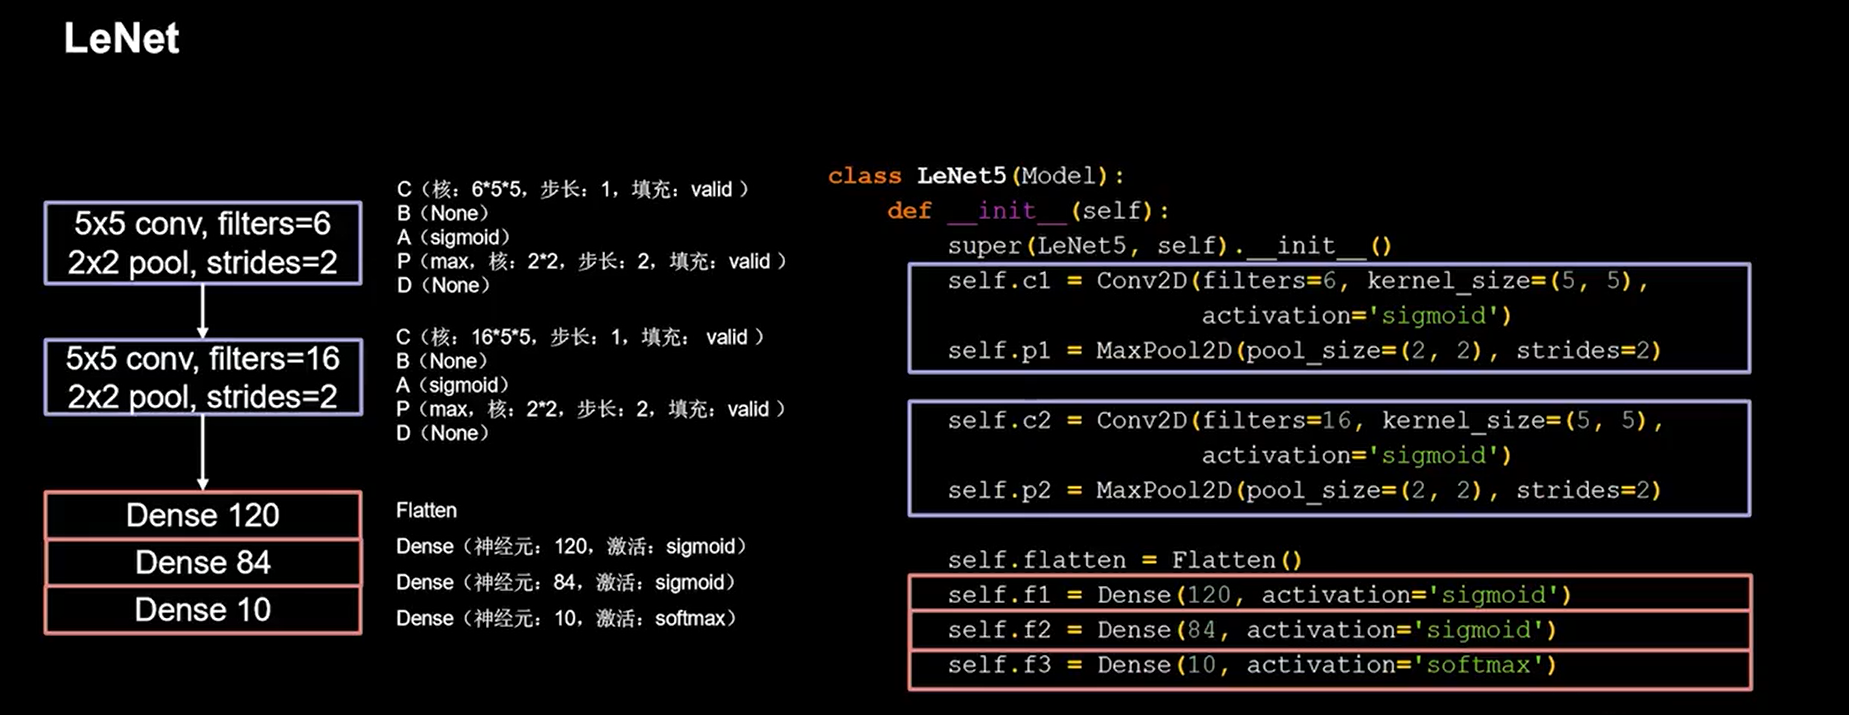 LeNet
5x5 conv, filters=6
2x2 pool, strides=2
5x5 conv, filters=16
2x2 pool, strides=2
Dense 120
Dense 84
Dense 10
C（核：6*5*5，步长：1，填充：valid ）
B（None）
A（sigmoid）
P（max，核：2*2，步长：2，填充：valid ）
D（None）
C（核：16*5*5，步长：1，填充： valid ）
B（None）
A（sigmoid）
P（max，核：2*2，步长：2，填充：valid ）
D（None）
Flatten
Dense（神经元：120，激活：sigmoid）
Dense（神经元：84，激活：sigmoid）
Dense（神经元：10，激活：softmax）
class LeNet5(Model):
def __init__(self):
super(LeNet5, self).__init__()
self.c1 = Conv2D(filters=6, kernel_size=(5, 5),
activation='sigmoid')
self.p1 = MaxPool2D(pool_size=(2, 2), strides=2)
self.c2 = Conv2D(filters=16, kernel_size=(5, 5),
activation='sigmoid')
self.p2 = MaxPool2D(pool_size=(2, 2), strides=2)
self.flatten = Flatten()
self.f1 = Dense(120, activation='sigmoid')
self.f2 = Dense(84, activation='sigmoid')
self.f3 = Dense(10, activation='softmax')